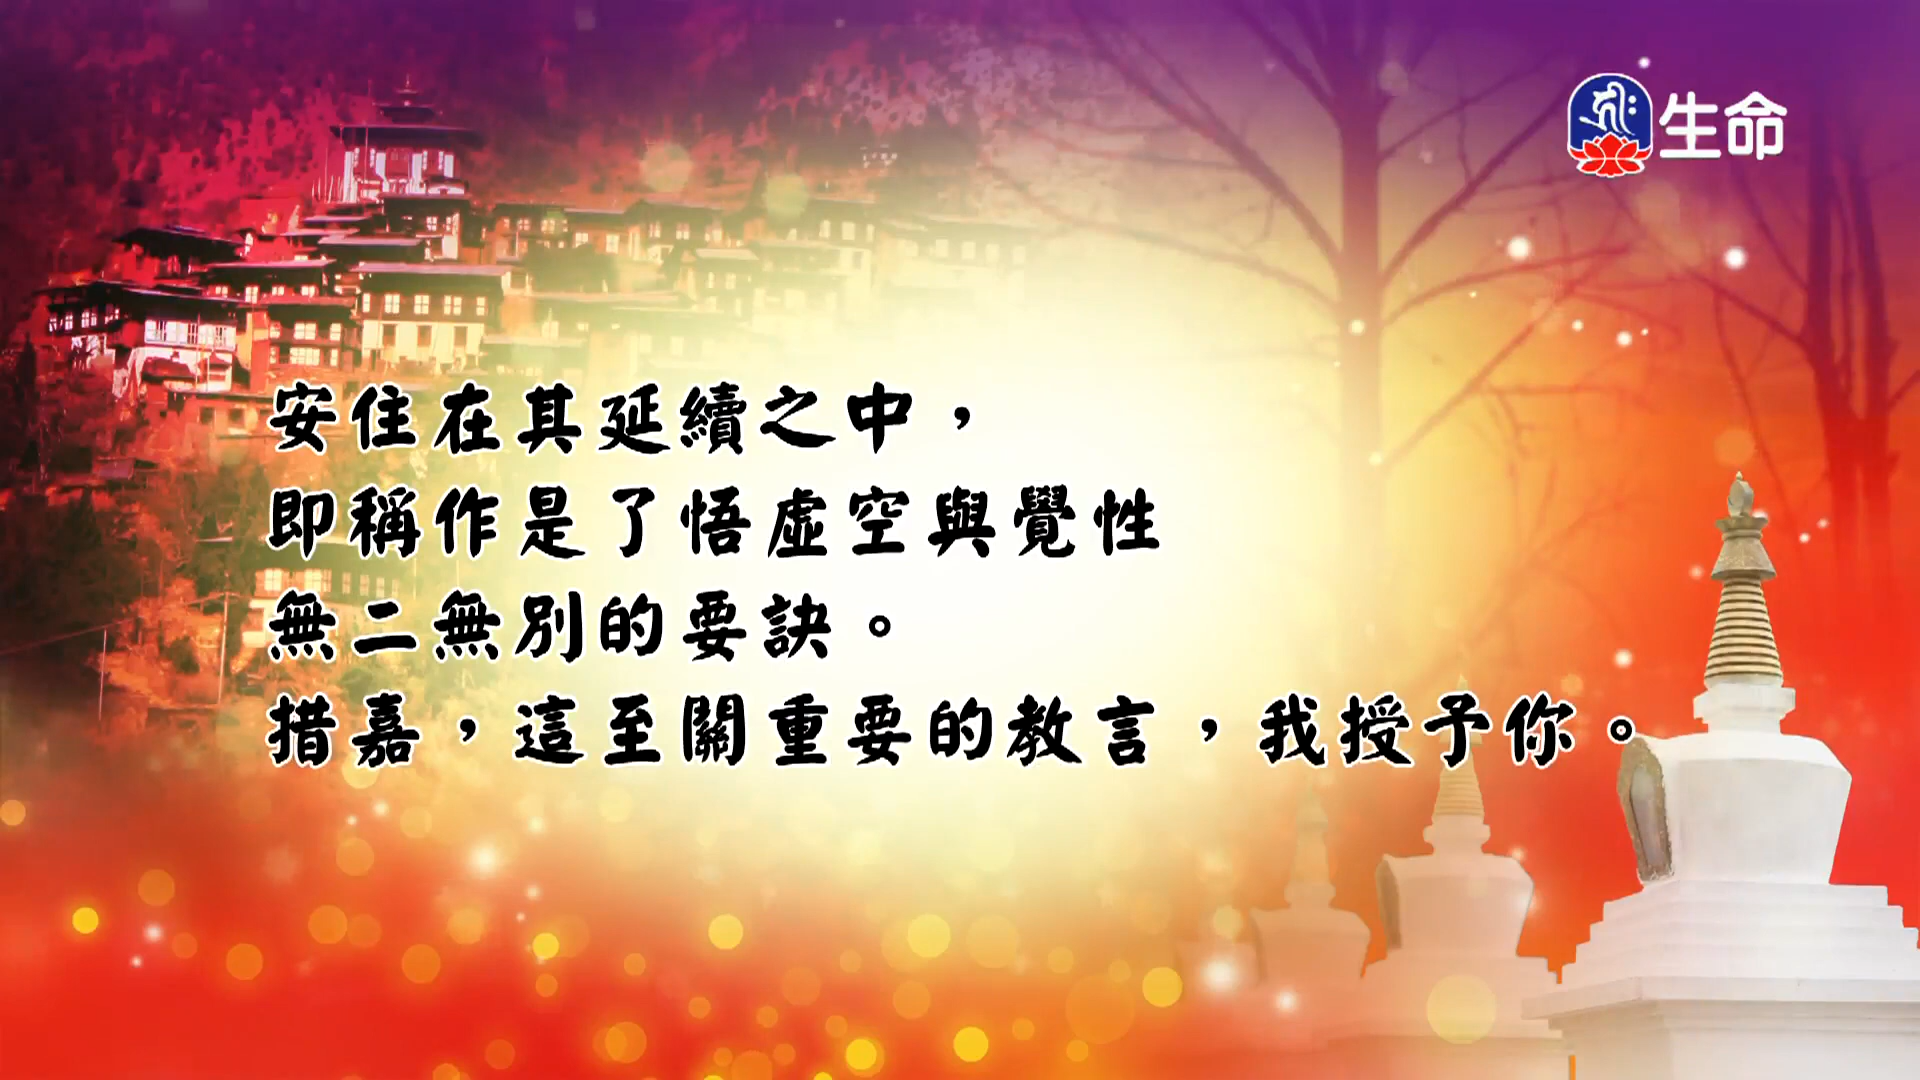 生命
安住在其延續之中，
即稱作是了悟虛空與覺性
無二無別的要訣。
措嘉，這至關重要的教言，我授予你。